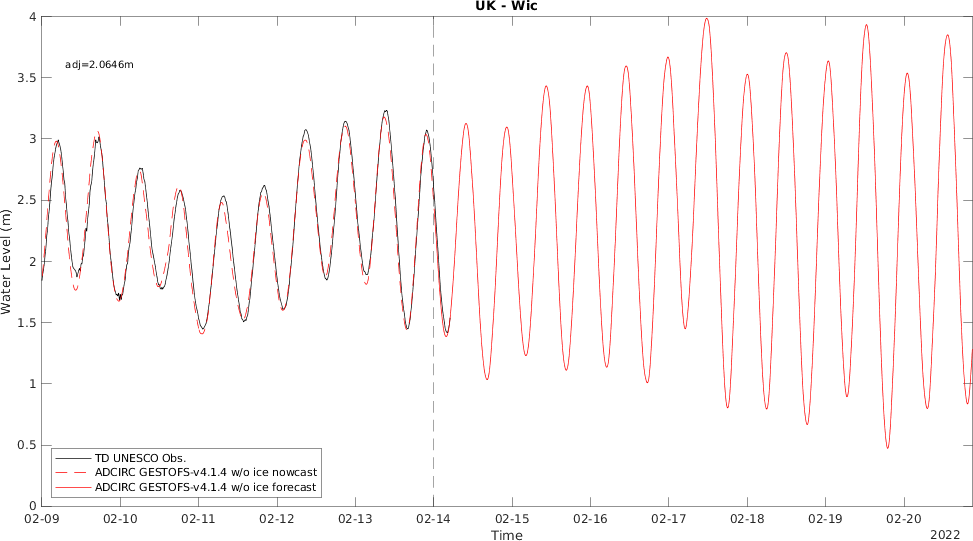 UK - Wic
4
3.5
3
2.5
2
1.5
1
0.5
0
Water Level (m)
adj=2.0646m
TD UNESCO Obs.
ADCIRC GESTOFS-v4.1.4 w/o ice nowcast
ADCIRC GESTOFS-v4.1.4 w/o ice forecast
02-09 02-10 02-11 02-12 02-13 02-14 02-15 02-16 02-17 02-18 02-19 02-20
Time
2022